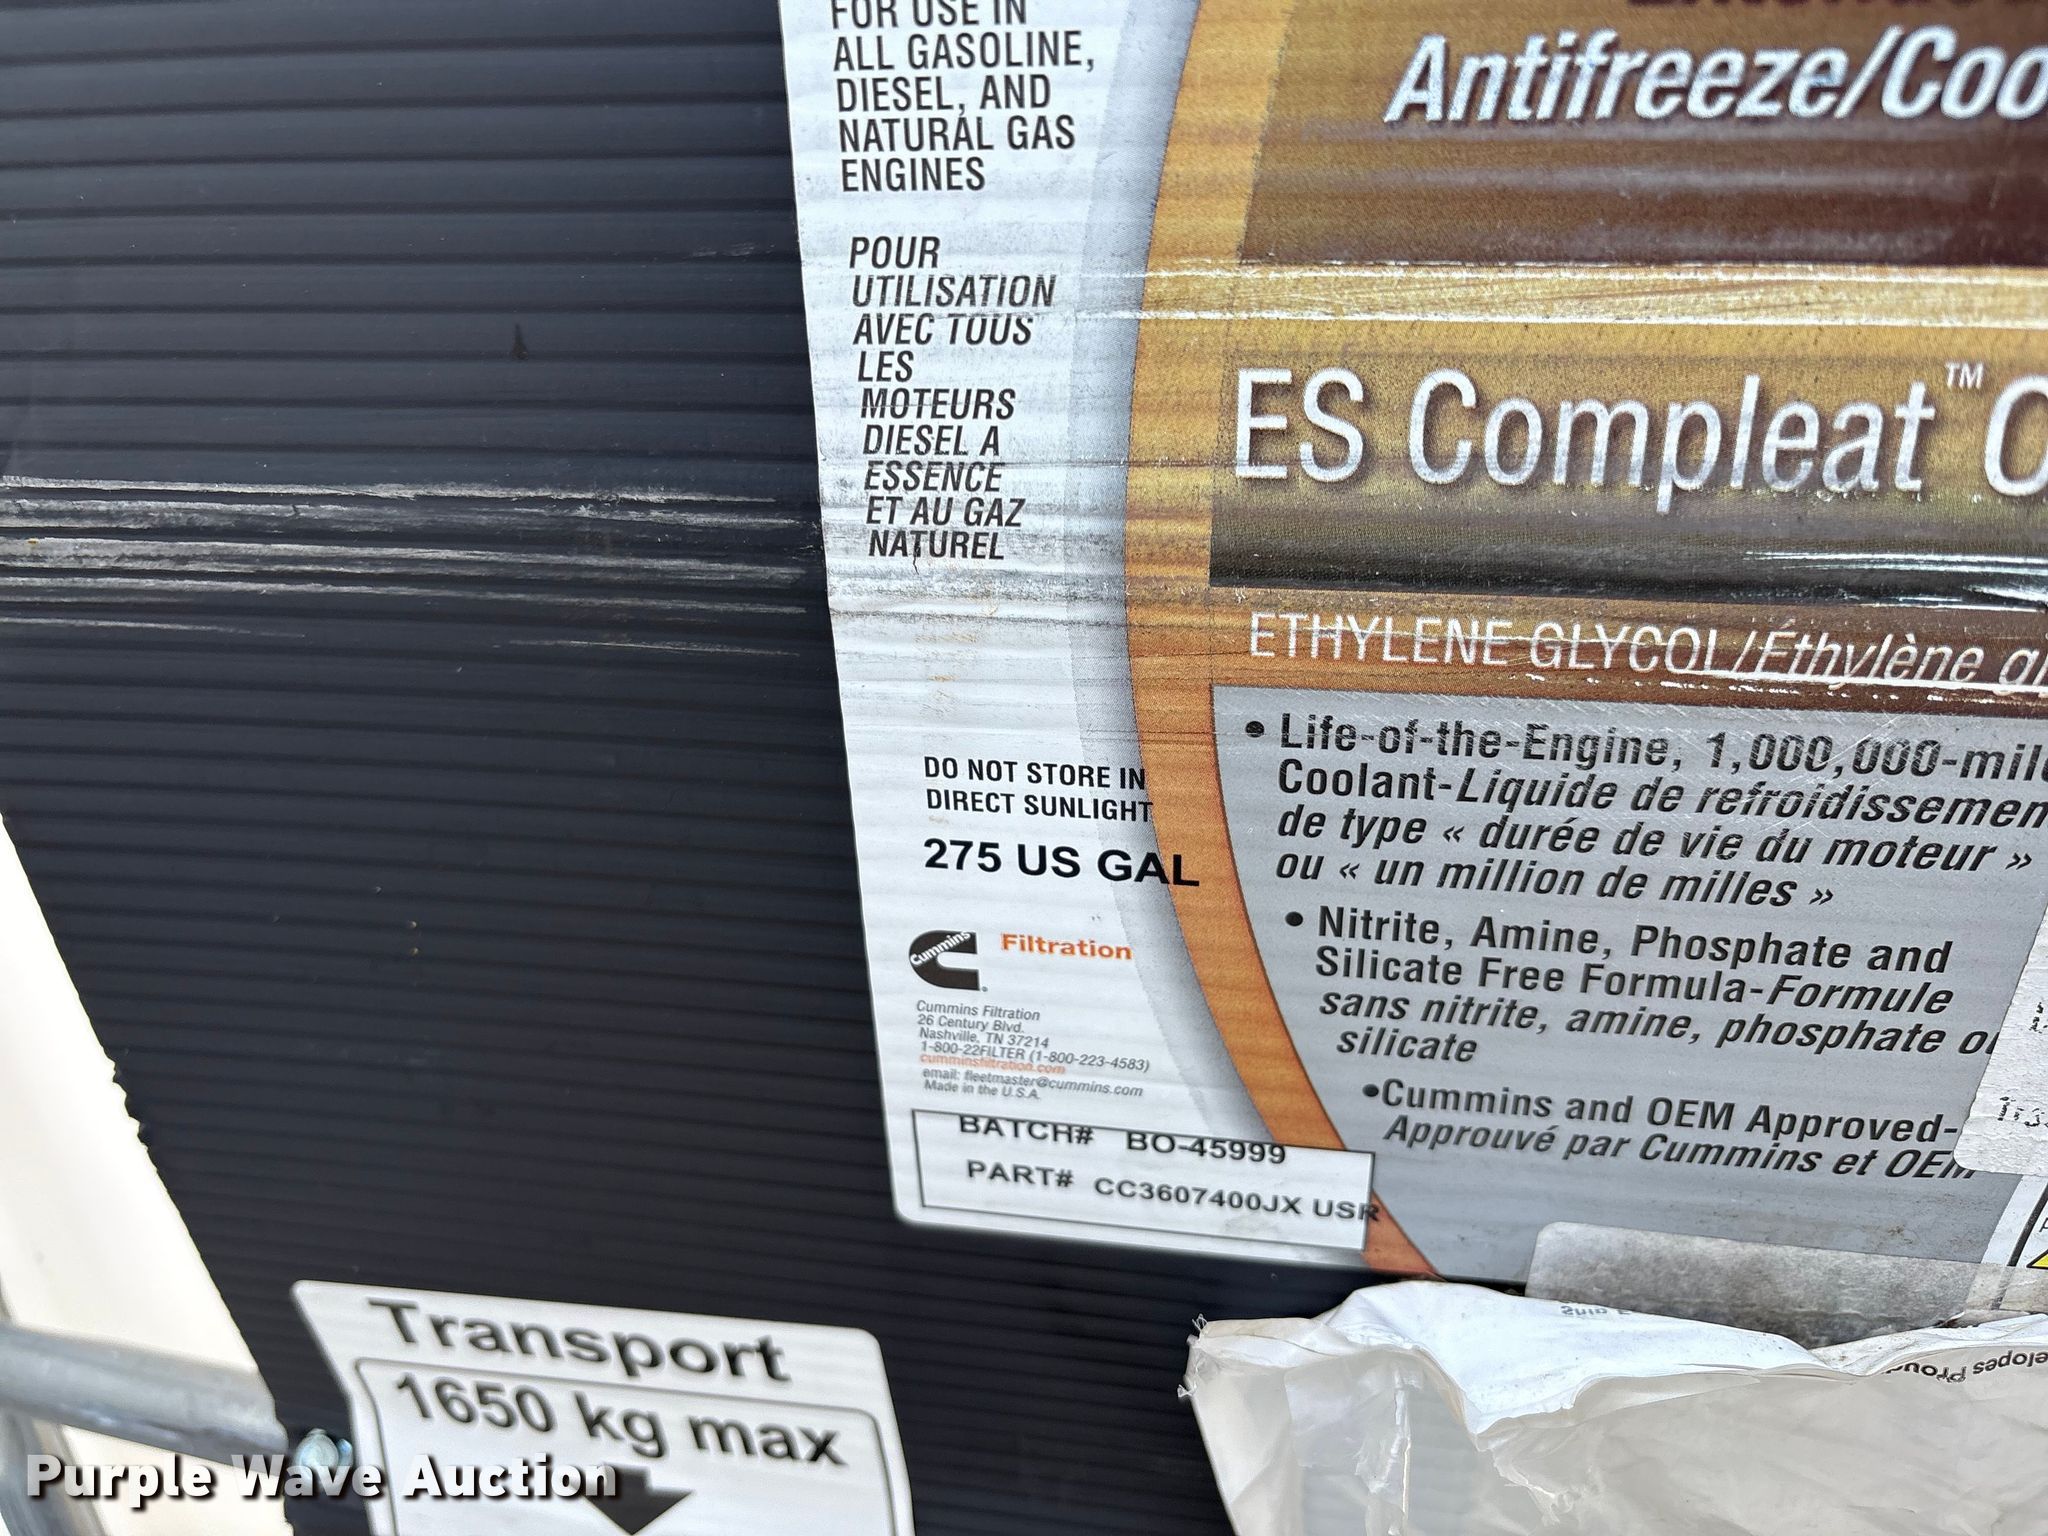 FOR USE IN
ALL GASOLINE,
DIESEL, AND
NATURAL GAS
ENGINES
POUR
UTILISATION
AVEC TOUS
LES
MOTEURS
DIESEL A
ESSENCE
ET AU GAZ
NATUREL
DO NOT STORE IN
DIRECT SUNLIGHT
275 US GAL
Cummins
Filtration
Cummins Filtration
26 Century Blvd.
Nashville, TN 37214
1-800-22FILTER (1-800-223-4583)
cumminsfiltration.com
email: fleetmaster@cummins.com
Made in the U.S.A.
BATCH# BO-45999
PART# CC3607400JX USR
Antifreeze/Coo
ES Compleat™ O
ETHYLENE GLYCOL/Éthylène gl
• Life-of-the-Engine, 1,000,000-mile
Coolant-Liquide de refroidissemen
de type « durée de vie du moteur »
ou « un million de milles »
• Nitrite, Amine, Phosphate and
Silicate Free Formula-Formule
sans nitrite, amine, phosphate ou
silicate
•Cummins and OEM Approved-
Approuvé par Cummins et OEM
Transport
1650 kg max
Purple Wave Auction